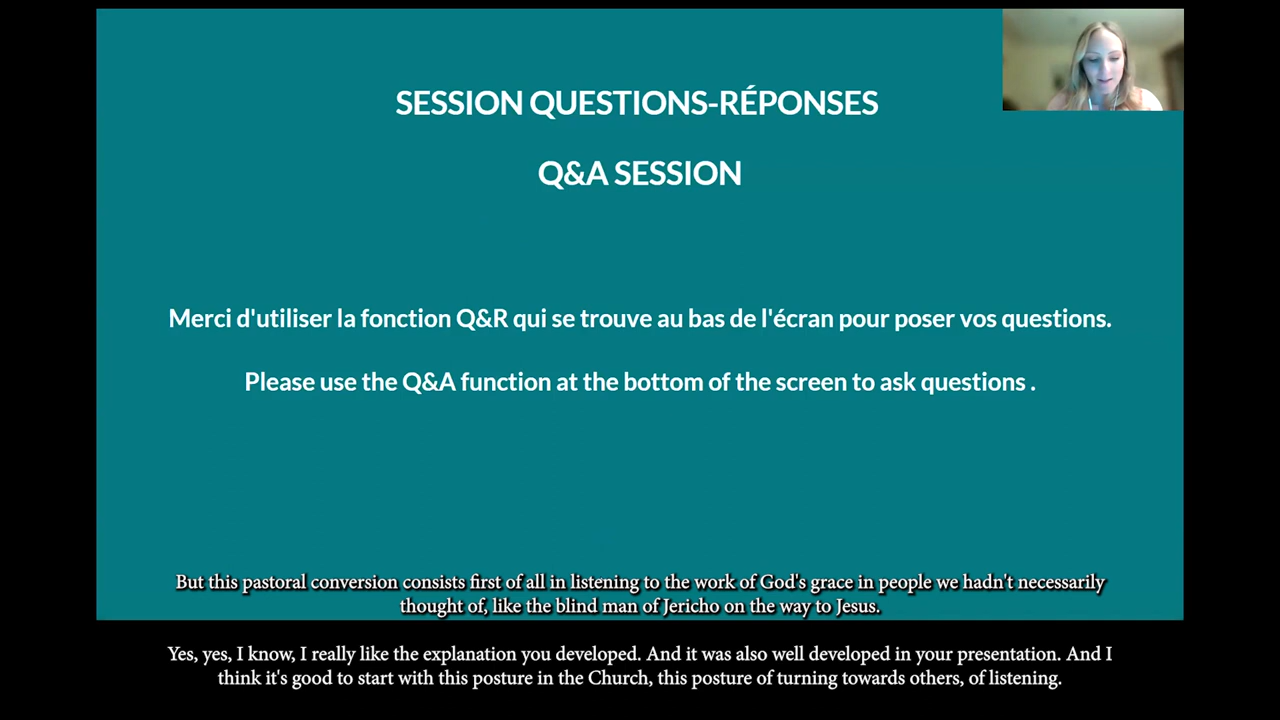 SESSION QUESTIONS-RÉPONSES
Q&A SESSION
Merci d'utiliser la fonction Q&R qui se trouve au bas de l'écran pour poser vos questions.
Please use the Q&A function at the bottom of the screen to ask questions .
But this pastoral conversion consists first of all in listening to the work of God's grace in people we hadn't necessarily
thought of, like the blind man of Jericho on the way to Jesus.
Yes, yes, I know, I really like the explanation you developed. And it was also well developed in your presentation. And I
think it's good to start with this posture in the Church, this posture of turning towards others, of listening.